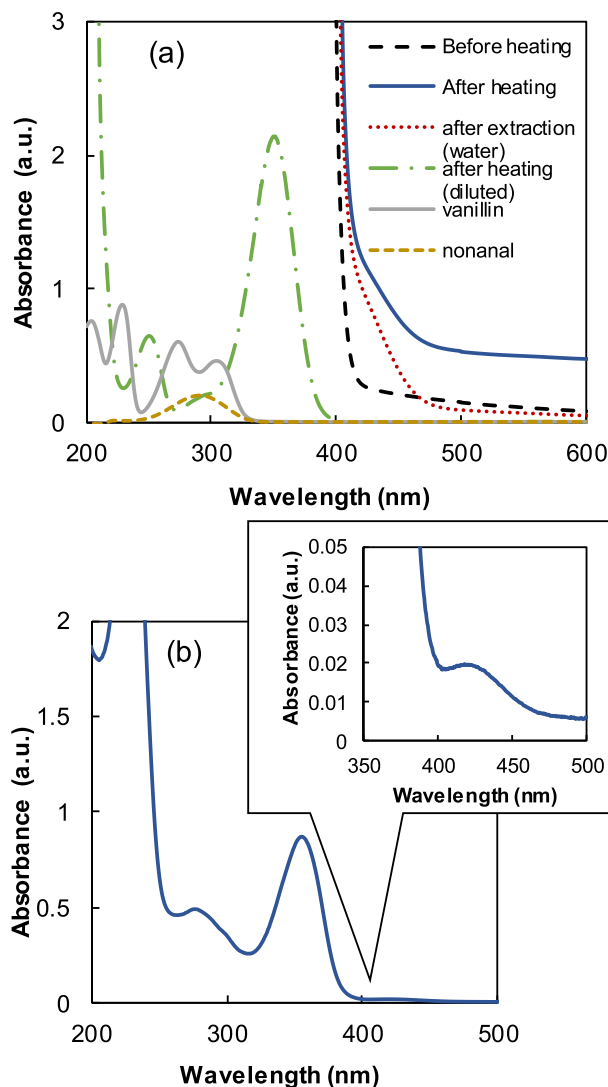 3
(a)
Before heating
After heating
2
after extraction
(water)
after heating
(diluted)
vanillin
1
nonanal
0
Absorbance (a.u.)
200
300
400
500
600
Wavelength (nm)
0.05
0.04
0.03
0.02
0.01
0
Absorbance (a.u.)
350
400
450
500
Wavelength (nm)
2
(b)
1.5
1
0.5
0
Absorbance (a.u.)
200
300
400
500
Wavelength (nm)